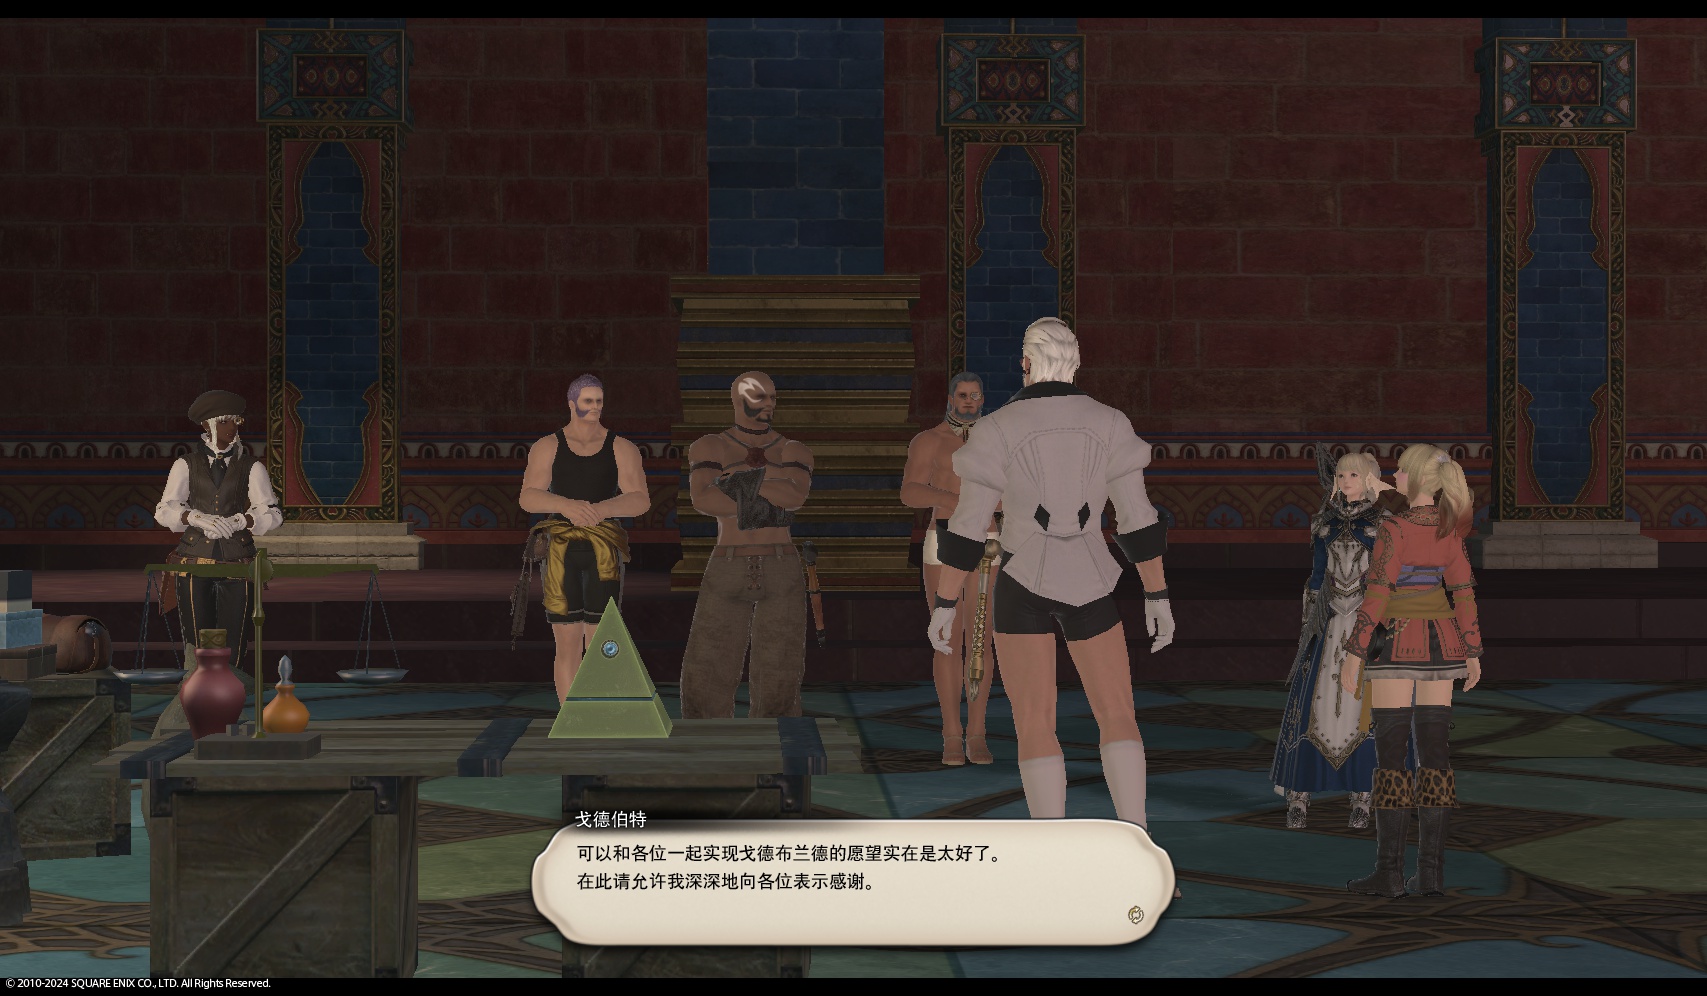 戈德伯特
可以和各位一起实现戈德布兰德的愿望实在是太好了。
在此请允许我深深地向各位表示感谢。
© 2010-2024 SQUARE ENIX CO., LTD. All Rights Reserved.